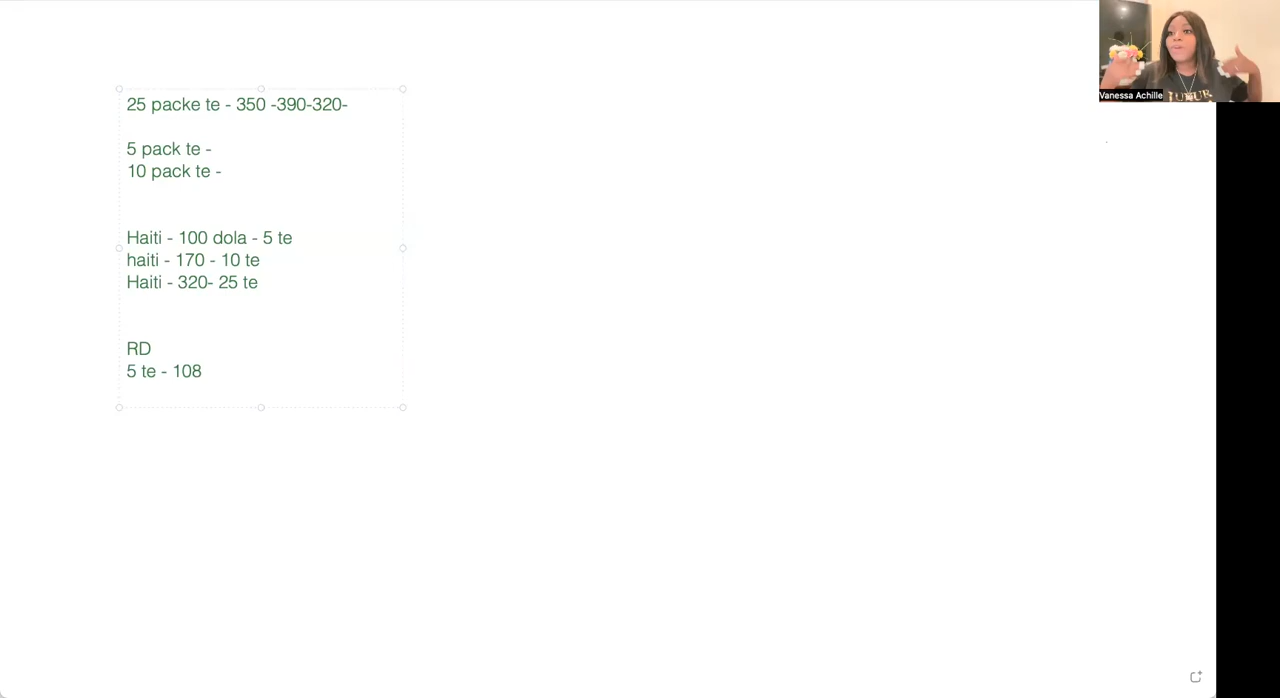 25 packe te - 350 -390-320-
5 pack te -
10 pack te -
Haiti - 100 dola - 5 te
haiti - 170 - 10 te
Haiti - 320- 25 te
RD
5 te - 108
Vanessa Achille